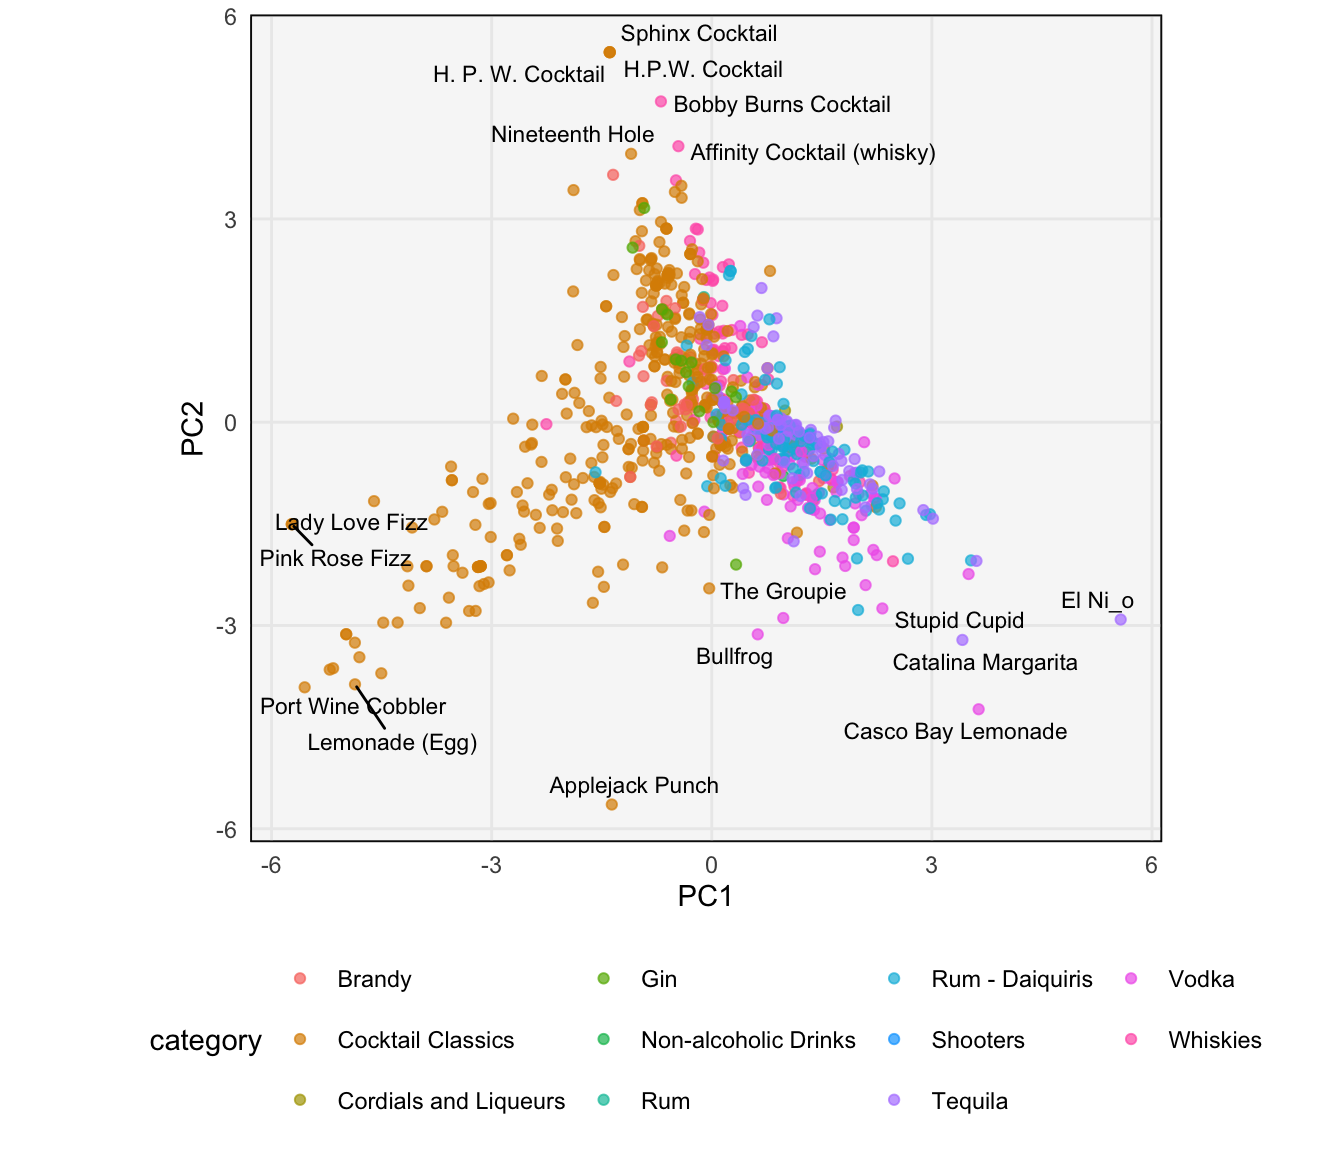 6
Sphinx Cocktail
H. P. W. Cocktail
H.P.W. Cocktail
Bobby Burns Cocktail
Nineteenth Hole
Affinity Cocktail (whisky)
3
0
PC2
Lady Love Fizz
Pink Rose Fizz
The Groupie
El Ni_o
-3
Stupid Cupid
Bullfrog
Catalina Margarita
Port Wine Cobbler
Casco Bay Lemonade
Lemonade (Egg)
Applejack Punch
-6
-6 -3 0 3 6
PC1
category
Brandy Gin Rum - Daiquiris Vodka
Cocktail Classics Non-alcoholic Drinks Shooters Whiskies
Cordials and Liqueurs Rum Tequila